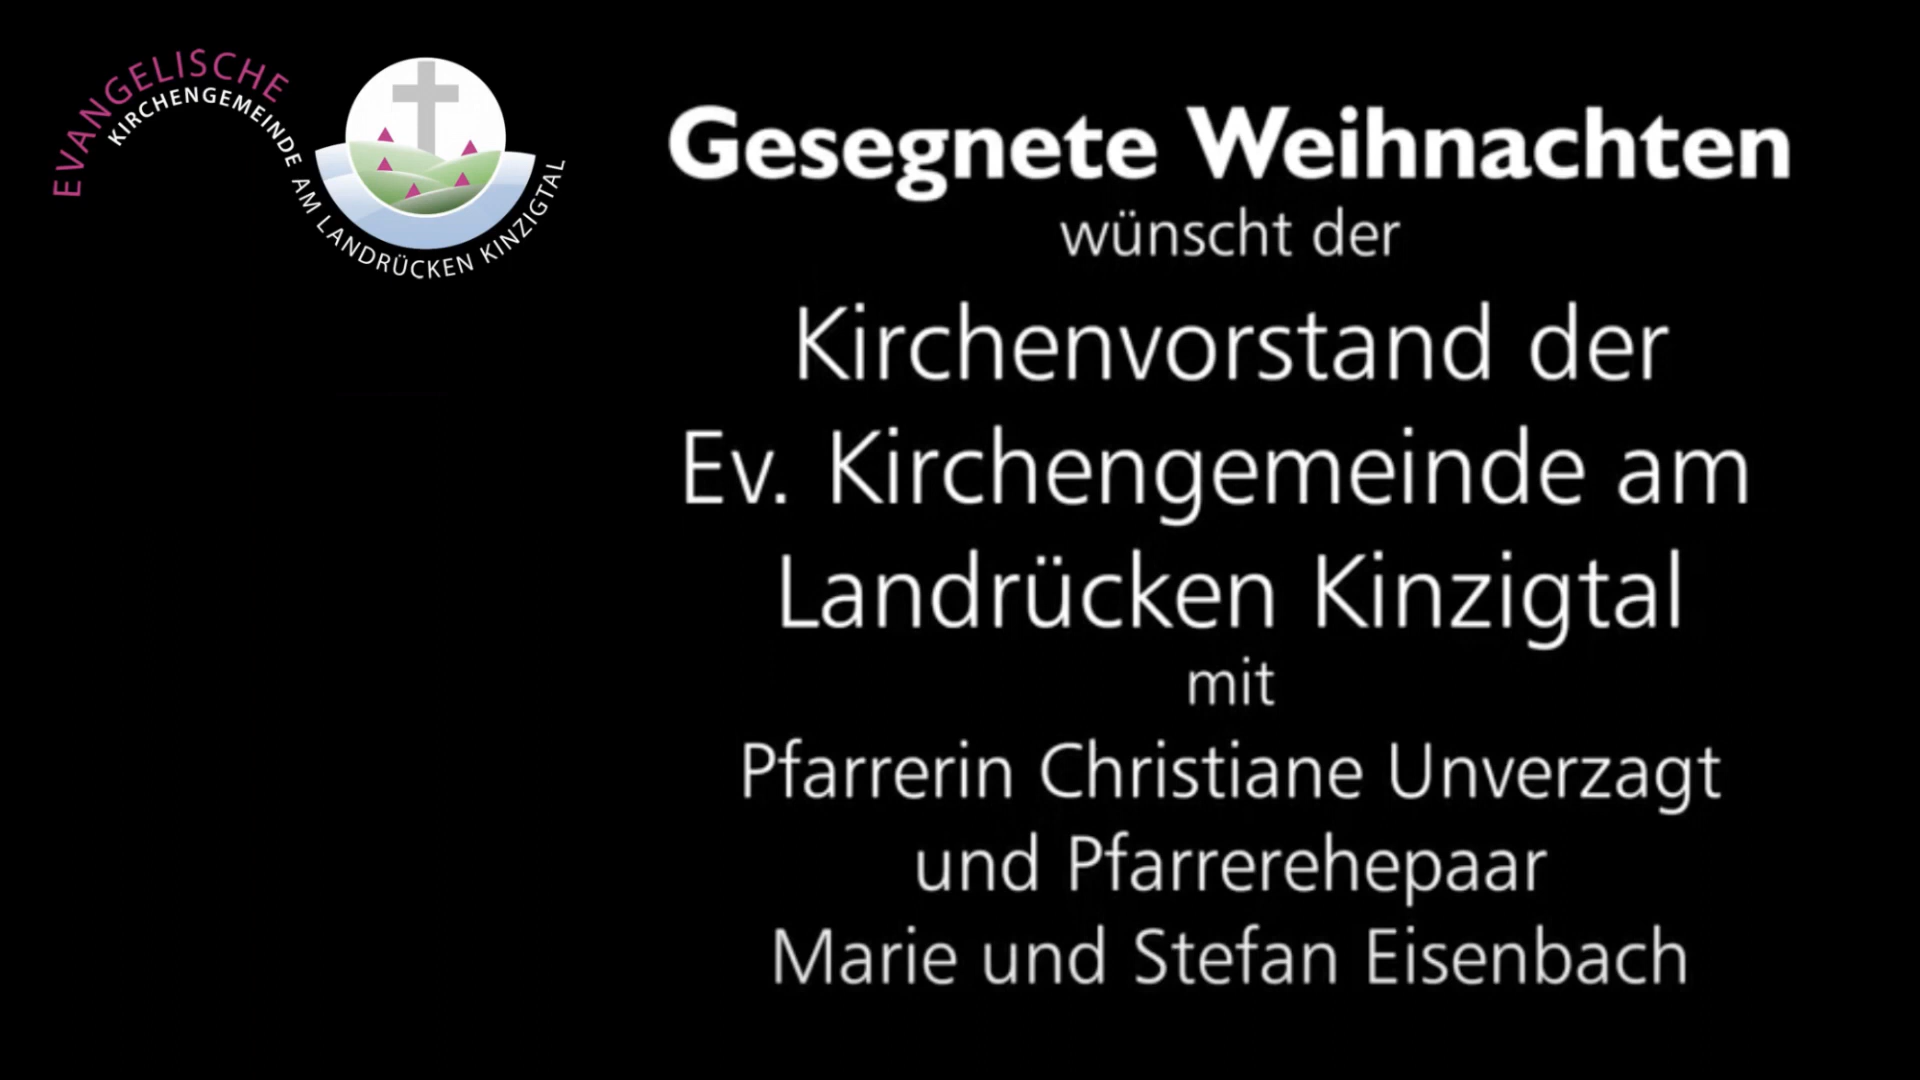 EVANGELISCHE
KIRCHENGEMEINDE AM LANDRÜCKEN KINZIGTAL
Gesegnete Weihnachten
wünscht der
Kirchenvorstand der
Ev. Kirchengemeinde am
Landrücken Kinzigtal
mit
Pfarrerin Christiane Unverzagt
und Pfarrerehepaar
Marie und Stefan Eisenbach